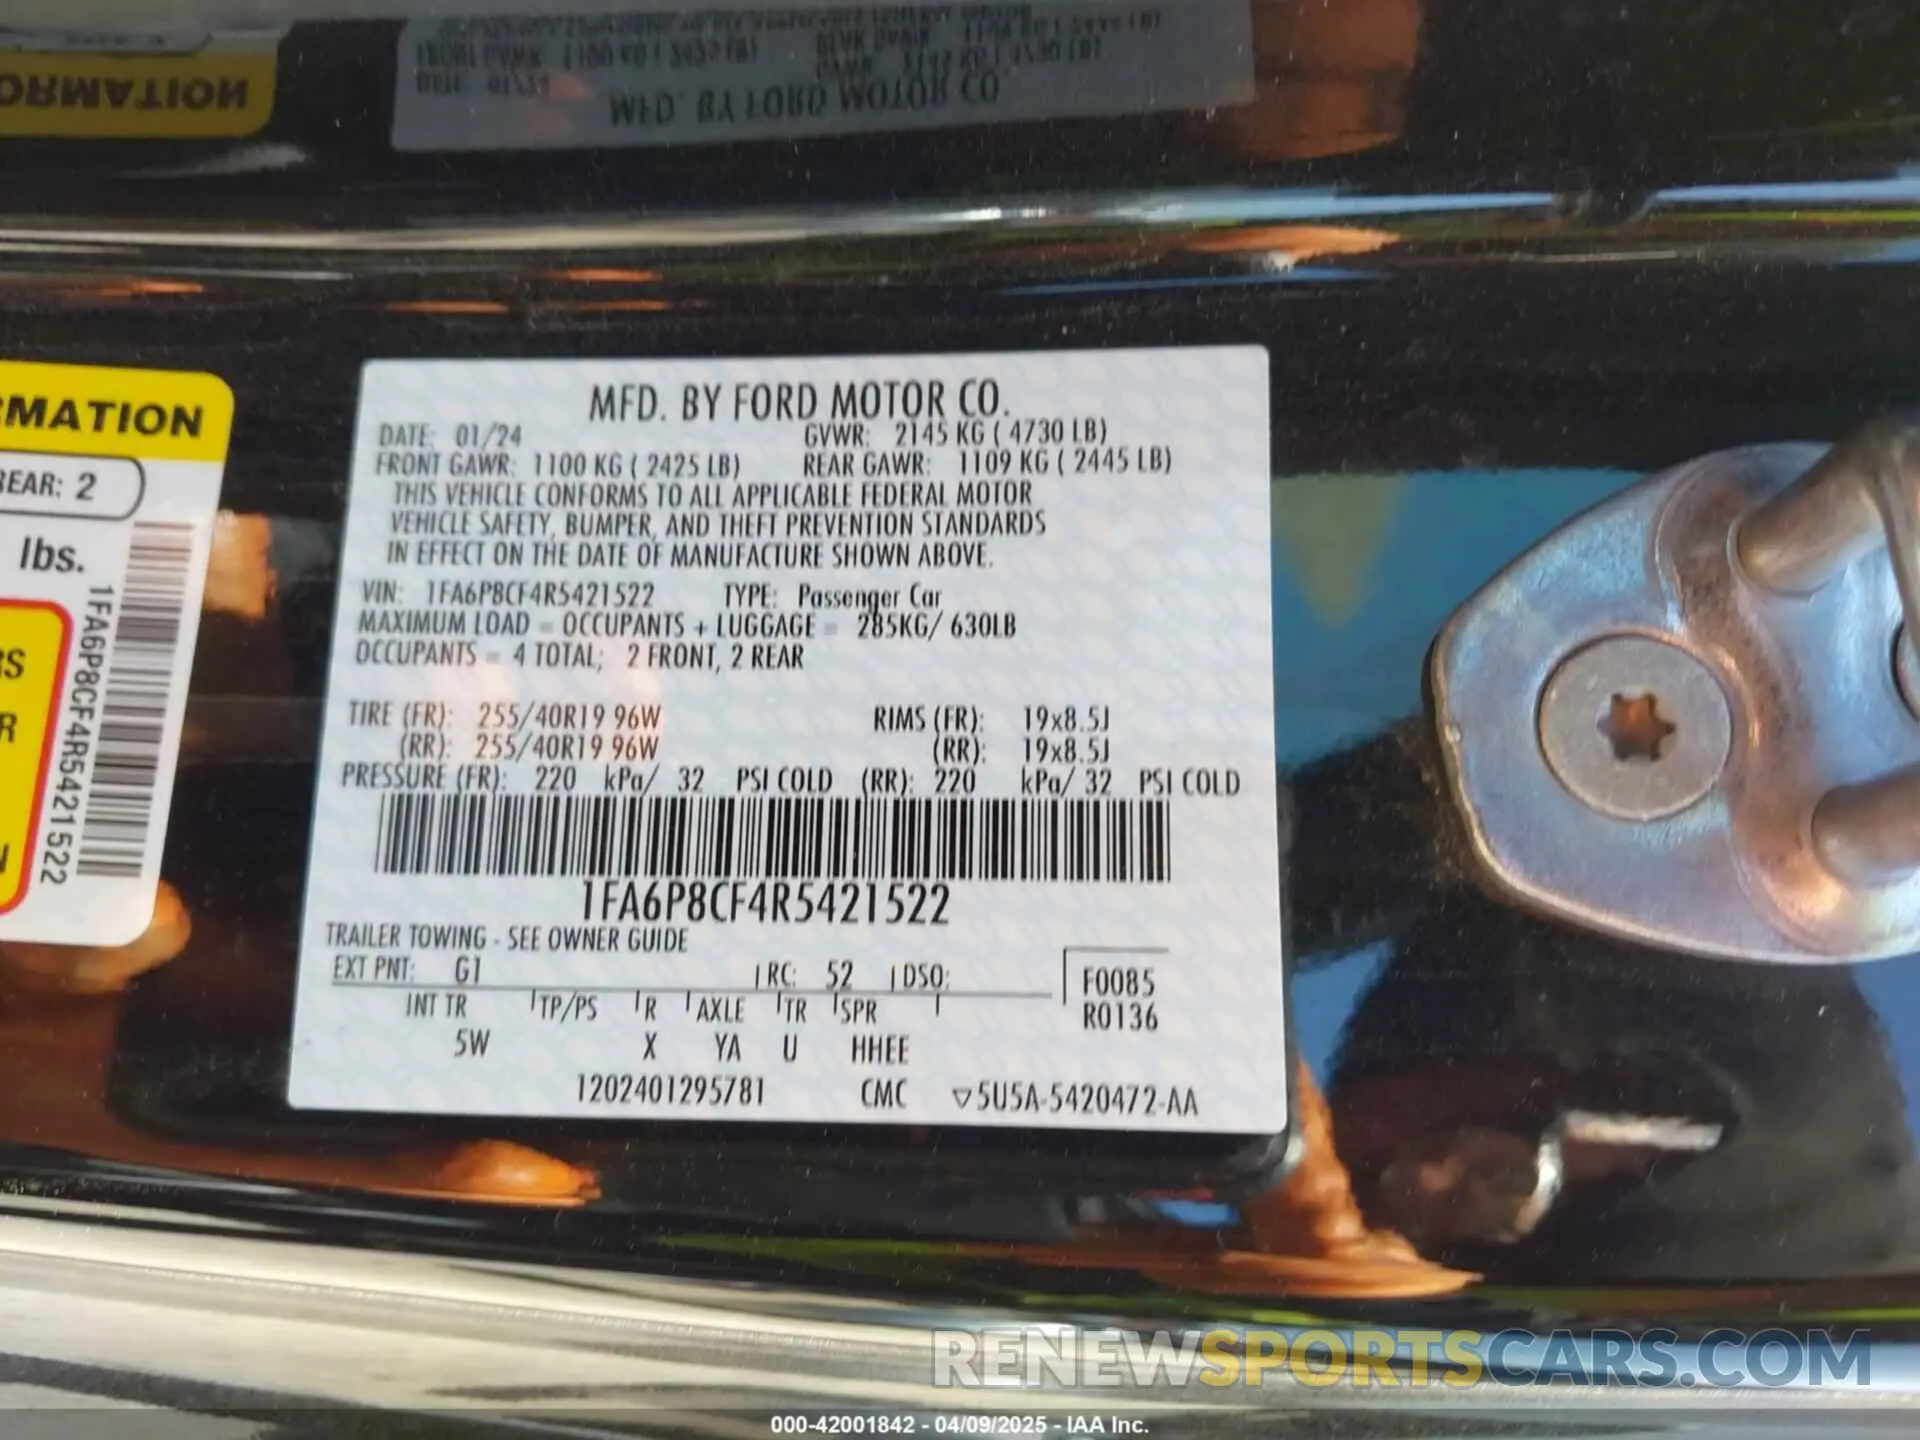 MFD. BY FORD MOTOR CO.
DATE: 01/24 GVWR: 2145 KG ( 4730 LB)
FRONT GAWR: 1100 KG ( 2425 LB) REAR GAWR: 1109 KG ( 2445 LB)
THIS VEHICLE CONFORMS TO ALL APPLICABLE FEDERAL MOTOR
VEHICLE SAFETY, BUMPER, AND THEFT PREVENTION STANDARDS
IN EFFECT ON THE DATE OF MANUFACTURE SHOWN ABOVE.
VIN: 1FA6P8CF4R5421522 TYPE: Passenger Car
MAXIMUM LOAD = OCCUPANTS + LUGGAGE = 285KG/ 630LB
OCCUPANTS = 4 TOTAL; 2 FRONT, 2 REAR
TIRE (FR): 255/40R19 96W RIMS (FR): 19x8.5J
(RR): 255/40R19 96W (RR): 19x8.5J
PRESSURE (FR): 220 kPa/ 32 PSI COLD (RR): 220 kPa/ 32 PSI COLD
1FA6P8CF4R5421522
TRAILER TOWING - SEE OWNER GUIDE
EXT PNT: G1 RC: 52 DSO:
F0085
INT TR TP/PS R AXLE TR SPR
R0136
5W X YA U HHEE
1202401295781 CMC ▽5U5A-5420472-AA
RMATION
REAR: 2
lbs.
1FA6P8CF4R5421522
RS
R
N
RENEWSPORTSCARS.COM
000-42001842 - 04/09/2025 - IAA Inc.